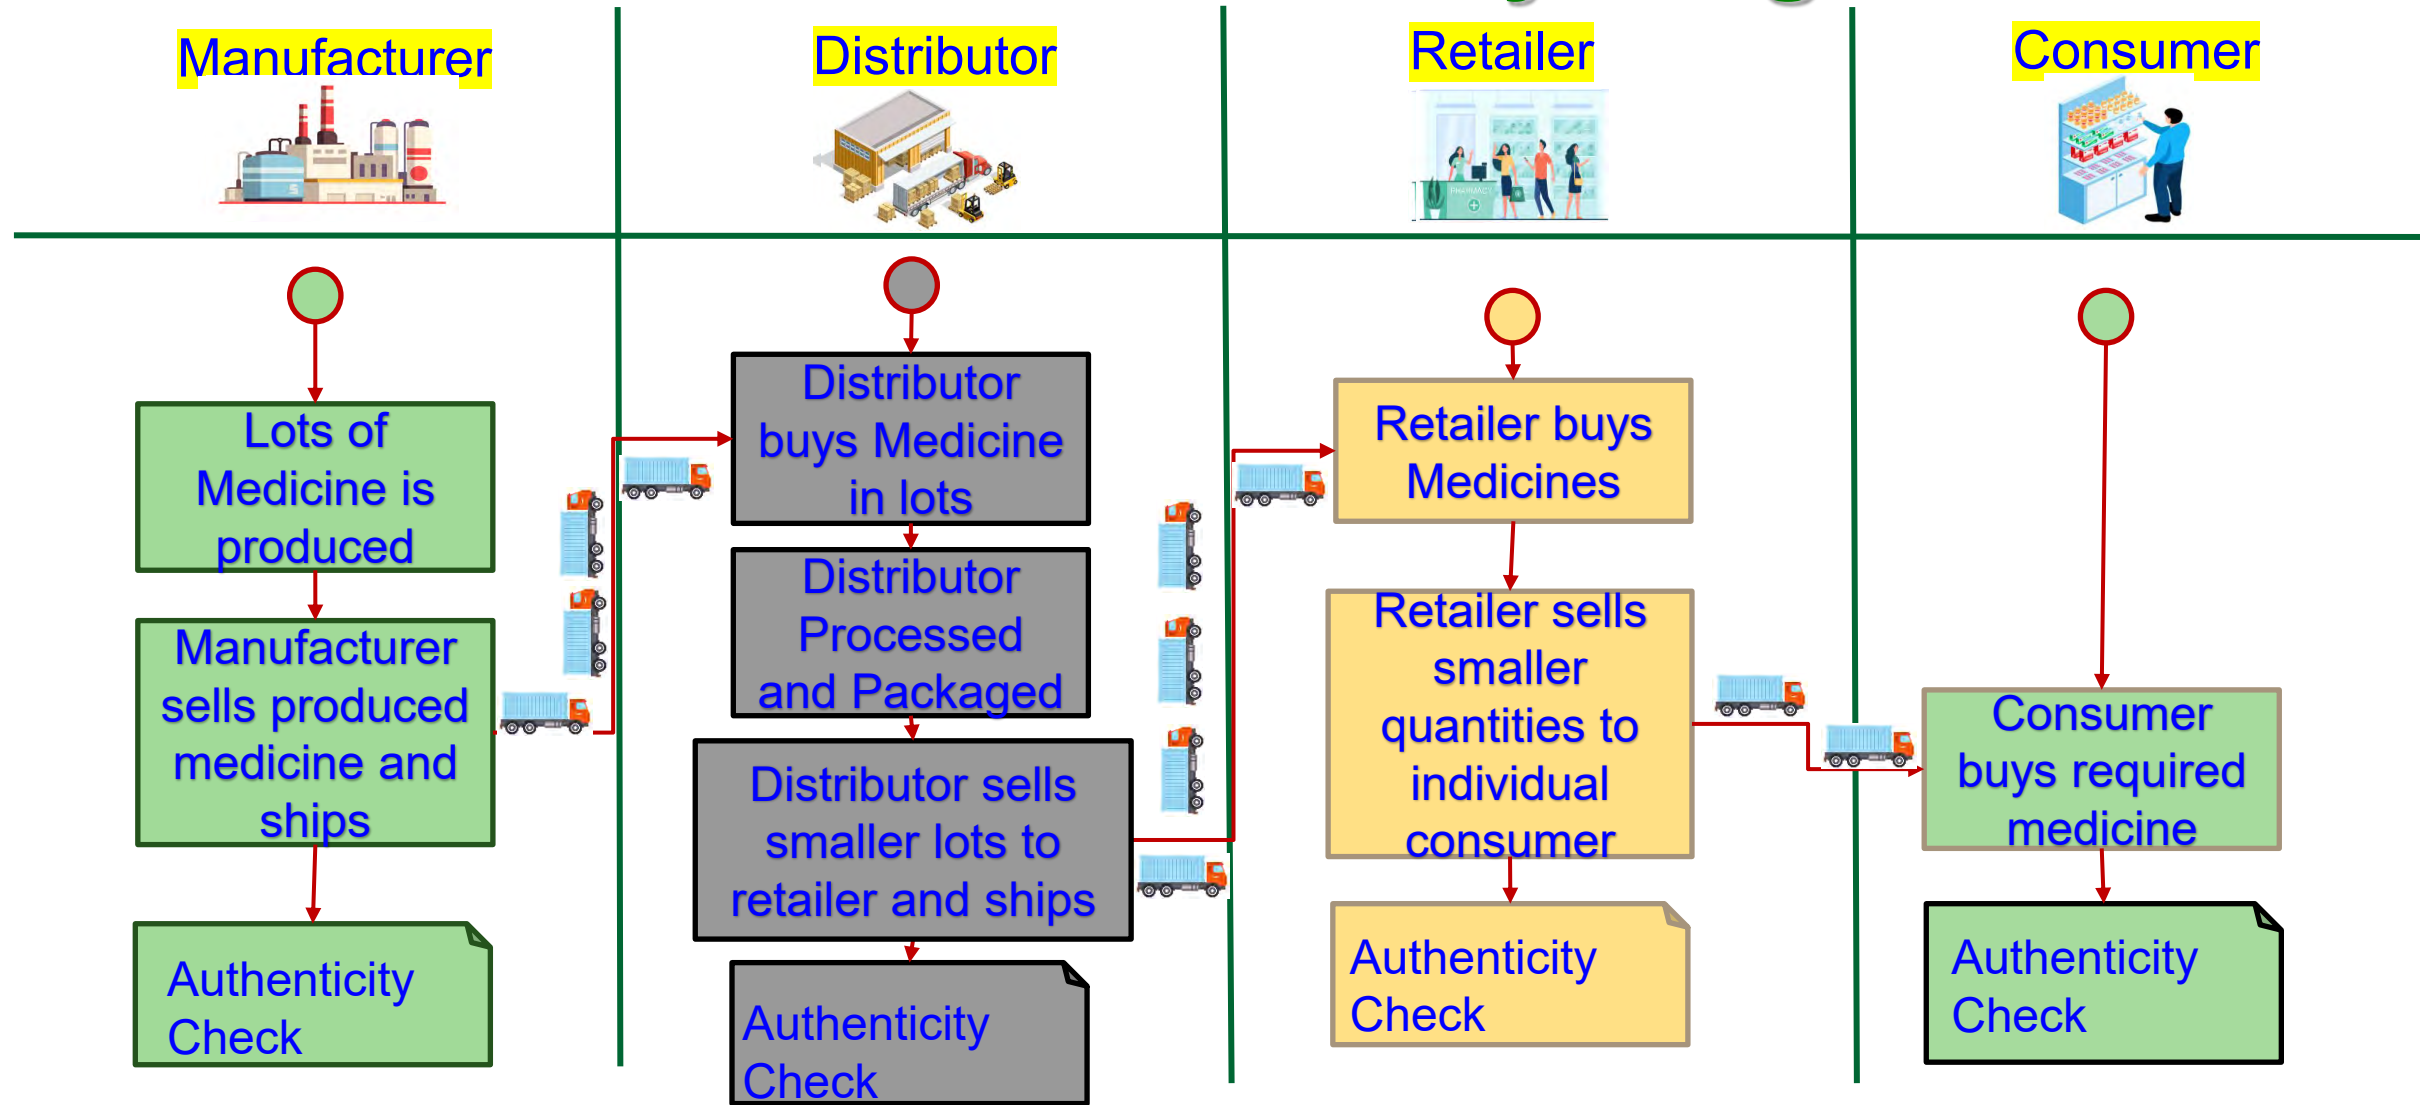 Manufacturer
Distributor
Retailer
Consumer
PHARMACY
Lots of
Medicine is
produced
Manufacturer
sells produced
medicine and
ships
Authenticity
Check
Distributor
buys Medicine
in lots
Distributor
Processed
and Packaged
Distributor sells
smaller lots to
retailer and ships
Authenticity
Check
Retailer buys
Medicines
Retailer sells
smaller
quantities to
individual
consumer
Authenticity
Check
Consumer
buys required
medicine
Authenticity
Check